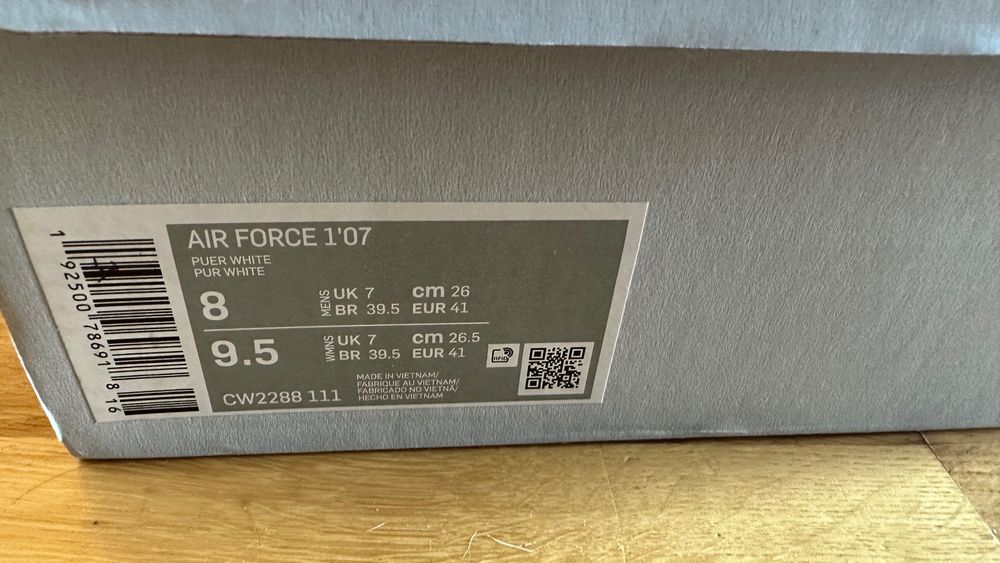 AIR FORCE 1'07
PUER WHITE
PUR WHITE
8 MENS UK 7 cm 26
BR 39.5 EUR 41
9.5 WMNS UK 7 cm 26.5
BR 39.5 EUR 41
RFID
MADE IN VIETNAM/
FABRIQUE AU VIETNAM/
FABRICADO NO VIETNÃ/
HECHO EN VIETNAM
CW2288 111
1 92500 78691 8 16